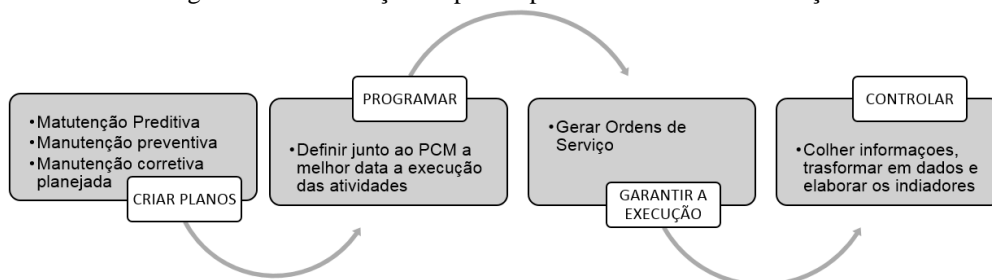 •Matutenção Preditiva
•Manutenção preventiva
•Manutenção corretiva
planejada
CRIAR PLANOS
PROGRAMAR
•Definir junto ao PCM a
melhor data a execução
das atividades
•Gerar Ordens de
Serviço
GARANTIR A
EXECUÇÃO
CONTROLAR
•Colher informaçoes,
trasformar em dados e
elaborar os indiadores